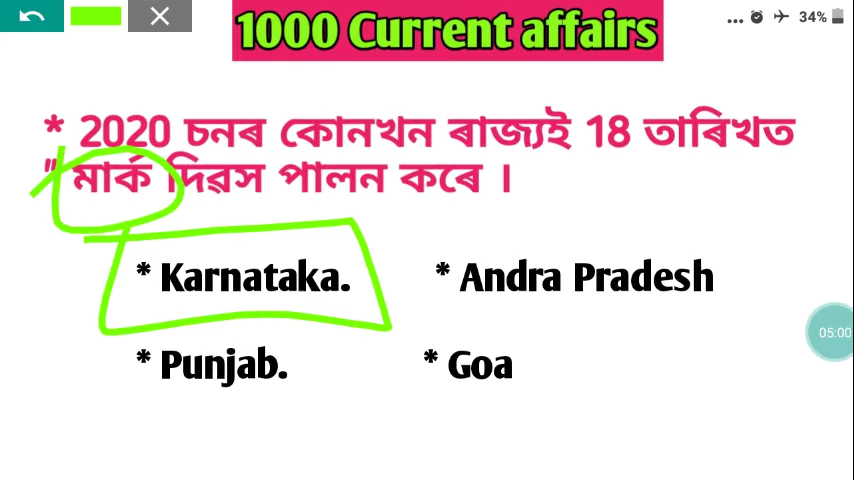 1000 Current affairs
... 34%
* 2020 চনৰ কোনখন ৰাজ্যই 18 তাৰিখত
" মাৰ্ক দিৱস পালন কৰে ।
* Karnataka. * Andra Pradesh
05:00
* Punjab. * Goa